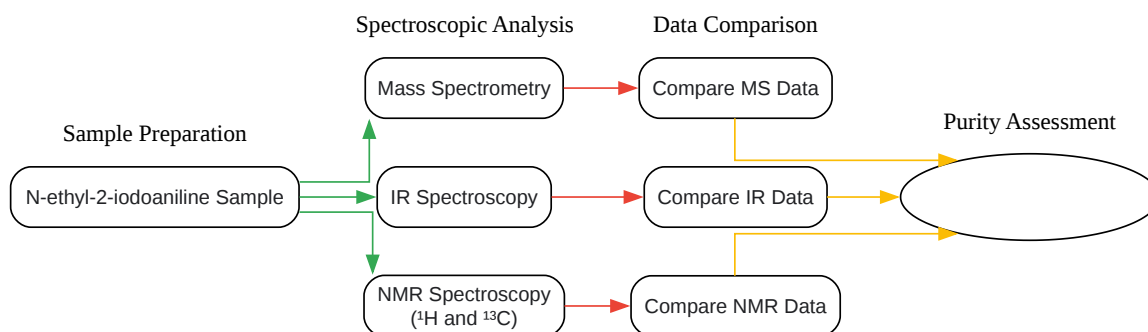 Spectroscopic Analysis
Data Comparison
Mass Spectrometry
Compare MS Data
Sample Preparation
Purity Assessment
N-ethyl-2-iodoaniline Sample
IR Spectroscopy
Compare IR Data
NMR Spectroscopy
(¹H and ¹³C)
Compare NMR Data